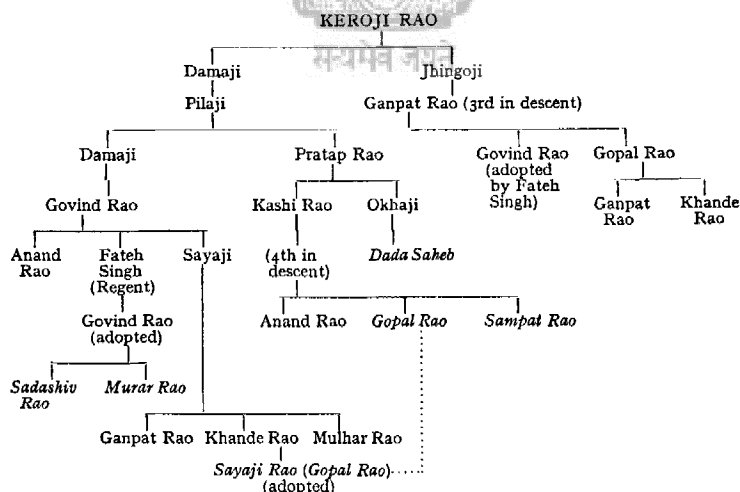 KEROJI RAO
सत्यमेव जयते
Damaji Jhingoji
Pilaji Ganpat Rao (3rd in descent)
Damaji Pratap Rao Govind Rao Gopal Rao
(adopted
by Fateh
Singh)
Govind Rao Kashi Rao Okhaji Ganpat Khande
Rao Rao
Anand Fateh Sayaji (4th in Dada Saheb
Rao Singh descent)
(Regent)
Govind Rao Anand Rao Gopal Rao Sampat Rao
(adopted)
Sadashiv Murar Rao
Rao
Ganpat Rao Khande Rao Mulhar Rao
Sayaji Rao (Gopal Rao)
(adopted)